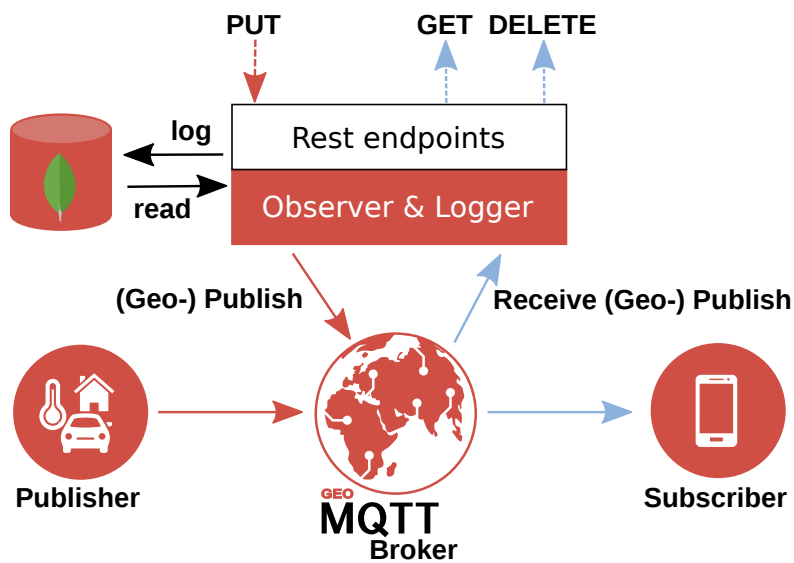 PUT
GET
DELETE
Rest endpoints
log
read
Observer & Logger
(Geo-) Publish
Receive (Geo-) Publish
Publisher
GEO
MQTT
Broker
Subscriber